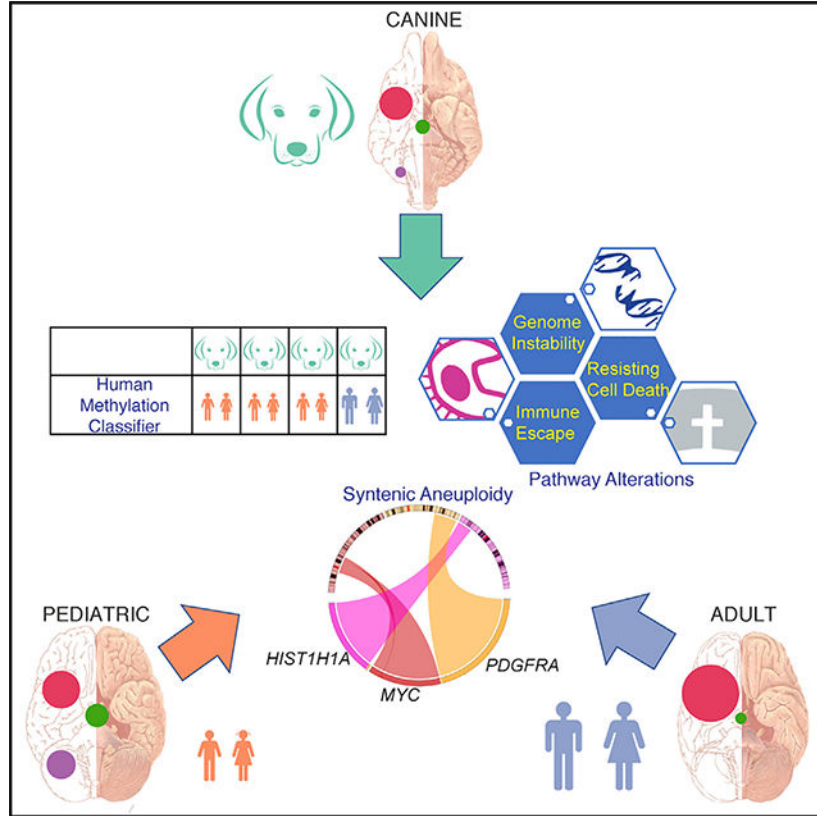 CANINE
Genome
Instability
Resisting
Cell Death
Immune
Escape
Human
Methylation
Classifier
Pathway Alterations
Syntenic Aneuploidy
PEDIATRIC
ADULT
HIST1H1A
MYC
PDGFRA